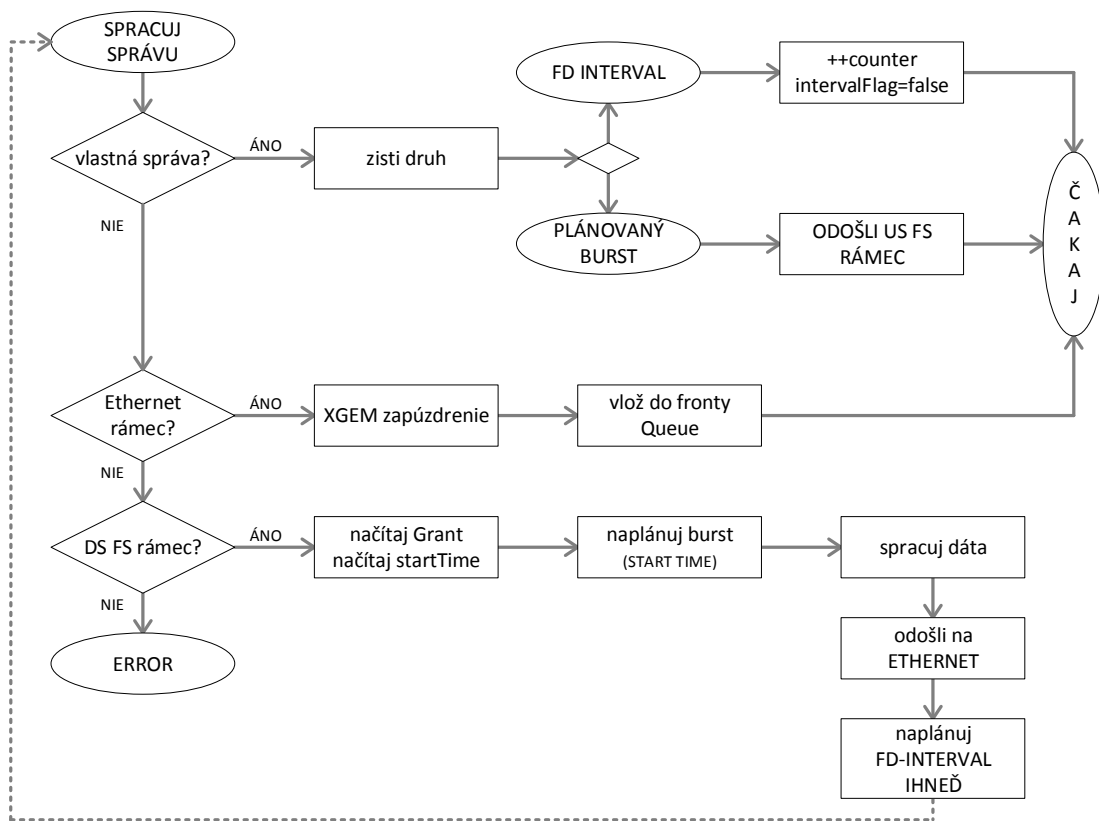 SPRACUJ
SPRÁVU
vlastná správa?
ÁNO
NIE
zisti druh
FD INTERVAL
++counter
intervalFlag=false
PLÁNOVANÝ
BURST
ODOŠLI US FS
RÁMEC
Č
A
K
A
J
Ethernet
rámec?
ÁNO
NIE
XGEM zapúzdrenie
vlož do fronty
Queue
DS FS rámec?
ÁNO
NIE
načítaj Grant
načítaj startTime
naplánuj burst
(START TIME)
spracuj dáta
odošli na
ETHERNET
naplánuj
FD-INTERVAL
IHNEĎ
ERROR